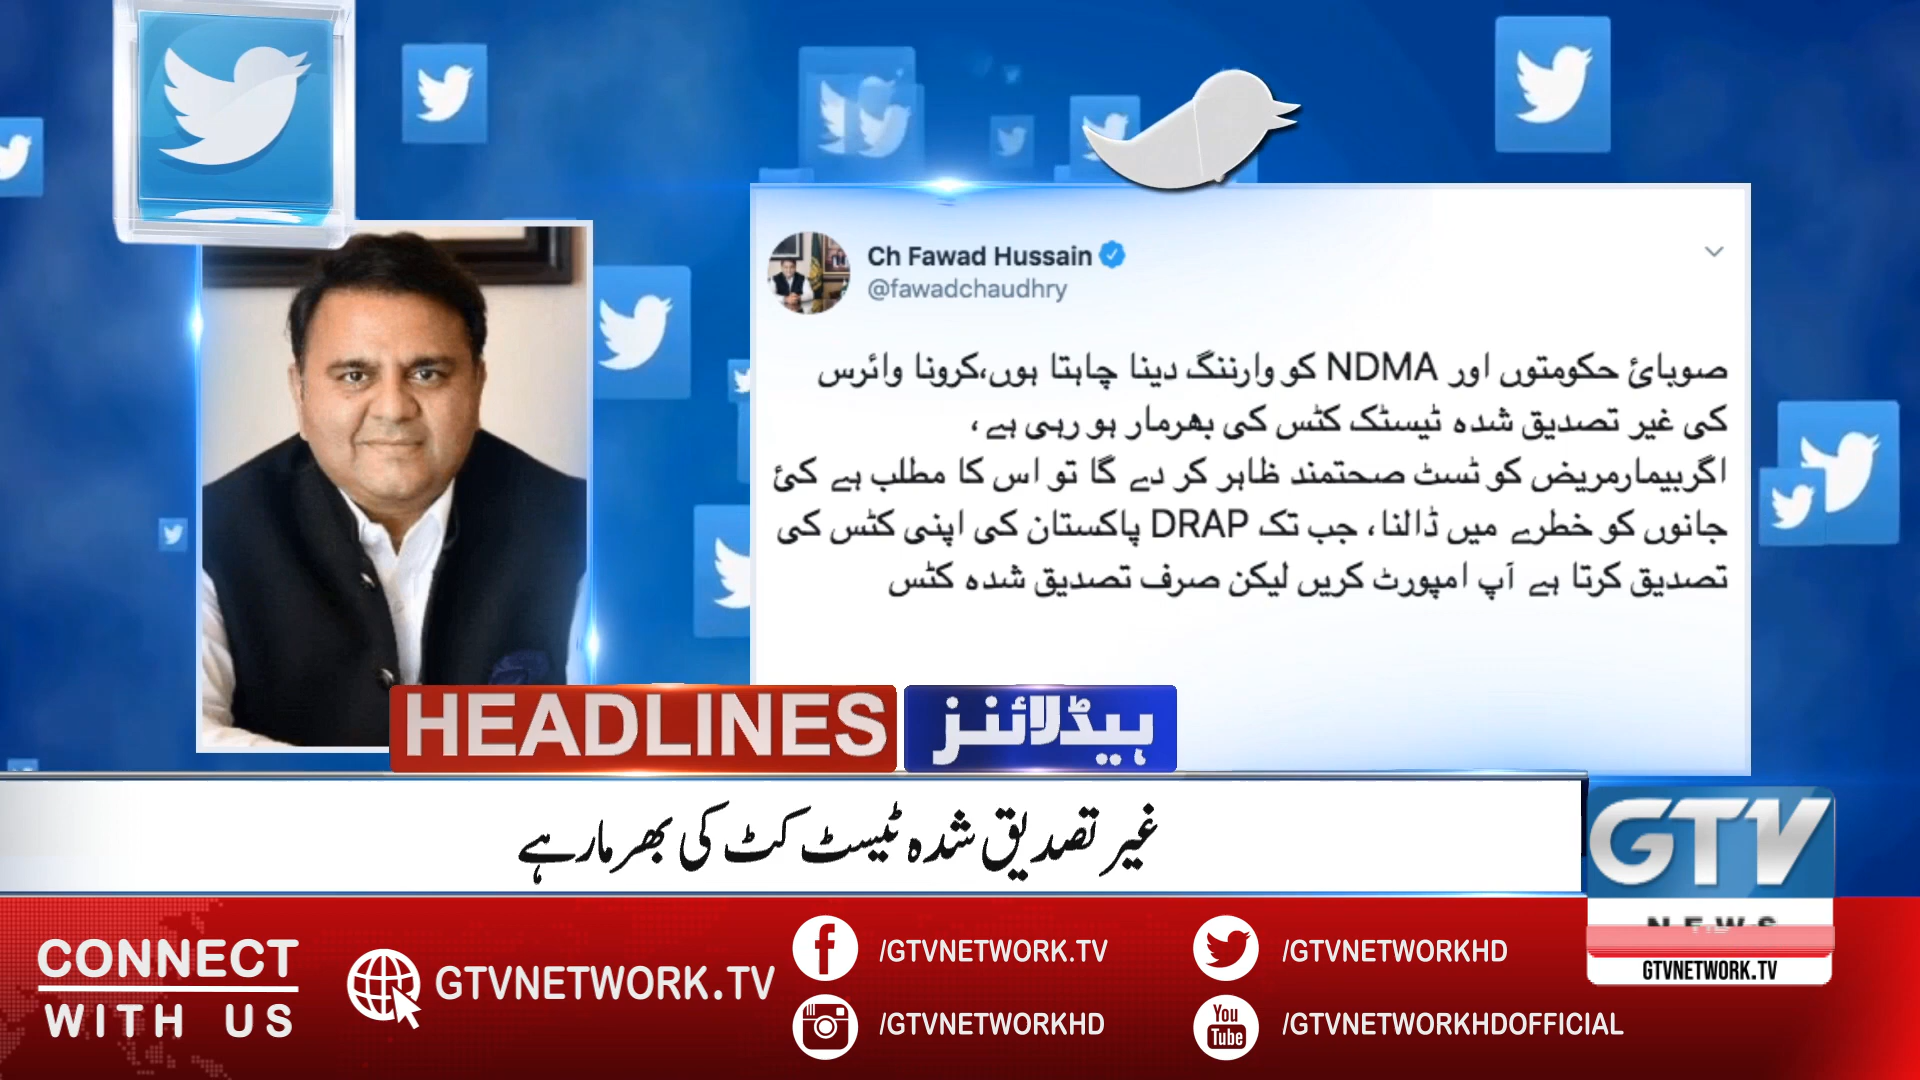 Ch Fawad Hussain
@fawadchaudhry
صوبائ حکومتوں اور NDMA کو وارننگ دینا چاہتا ہوں،کرونا وائرس
کی غیر تصدیق شدہ ٹیسٹک کٹس کی بھرمار ہو رہی ہے ،
اگربیمارمریض کو ٹسٹ صحتمند ظاہر کر دے گا تو اس کا مطلب ہے کئ
جانوں کو خطرے میں ڈالنا، جب تک DRAP پاکستان کی اپنی کٹس کی
تصدیق کرتا ہے آپ امپورٹ کریں لیکن صرف تصدیق شدہ کٹس
HEADLINES
ہیڈلائنز
غیر تصدیق شدہ ٹیسٹ کٹ کی بھرمار ہے
GTV
NEWS
GTVNETWORK.TV
CONNECT
WITH US
GTVNETWORK.TV
/GTVNETWORK.TV
/GTVNETWORKHD
/GTVNETWORKHD
You
Tube
/GTVNETWORKHDOFFICIAL